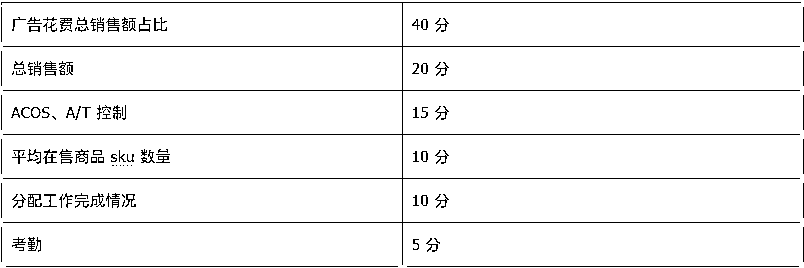 广告花费总销售额占比 40 分
总销售额 20 分
ACOS、A/T 控制 15 分
平均在售商品 sku 数量 10 分
分配工作完成情况 10 分
考勤 5 分